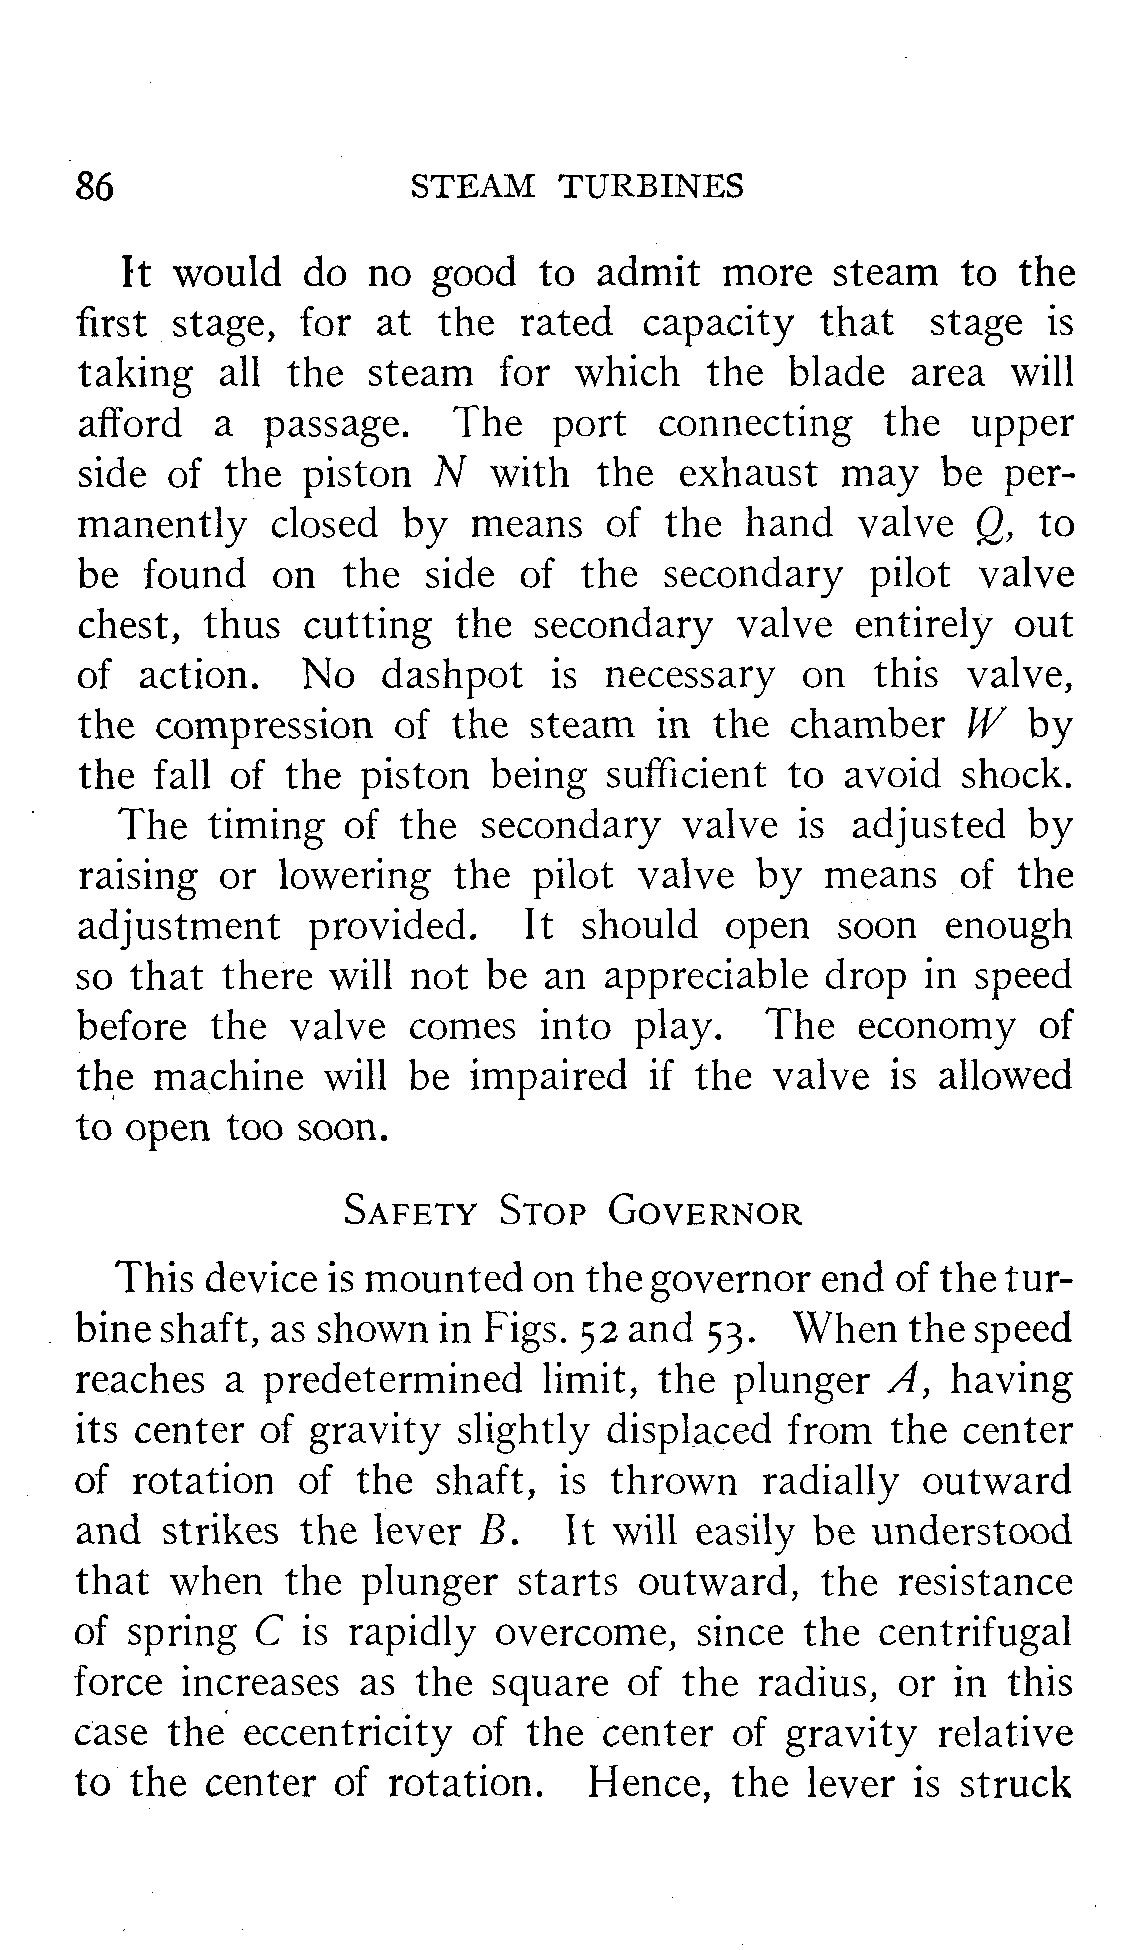 86 STEAM TURBINES
It would do no good to admit more steam to the
first stage, for at the rated capacity that stage is
taking all the steam for which the blade area will
afford a passage. The port connecting the upper
side of the piston N with the exhaust may be per-
manently closed by means of the hand valve Q, to
be found on the side of the secondary pilot valve
chest, thus cutting the secondary valve entirely out
of action. No dashpot is necessary on this valve,
the compression of the steam in the chamber W by
the fall of the piston being sufficient to avoid shock.
The timing of the secondary valve is adjusted by
raising or lowering the pilot valve by means of the
adjustment provided. It should open soon enough
so that there will not be an appreciable drop in speed
before the valve comes into play. The economy of
the machine will be impaired if the valve is allowed
to open too soon.
SAFETY STOP GOVERNOR
This device is mounted on the governor end of the tur-
bine shaft, as shown in Figs. 52 and 53. When the speed
reaches a predetermined limit, the plunger A, having
its center of gravity slightly displaced from the center
of rotation of the shaft, is thrown radially outward
and strikes the lever B. It will easily be understood
that when the plunger starts outward, the resistance
of spring C is rapidly overcome, since the centrifugal
force increases as the square of the radius, or in this
case the eccentricity of the center of gravity relative
to the center of rotation. Hence, the lever is struck